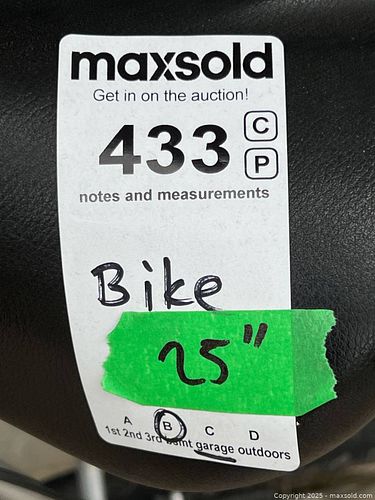 maxsold
Get in on the auction!
433 C
P
notes and measurements
Bike
25"
A B C D
1st 2nd 3rd bsmnt garage outdoors
Copyright 2025 - maxsold.com